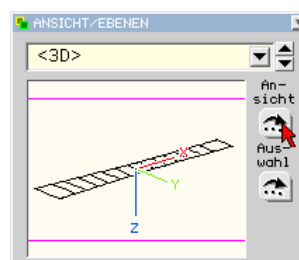 ANSICHT/EBENEN
<3D>
An-
sicht
Aus-
wahl
X
Y
Z